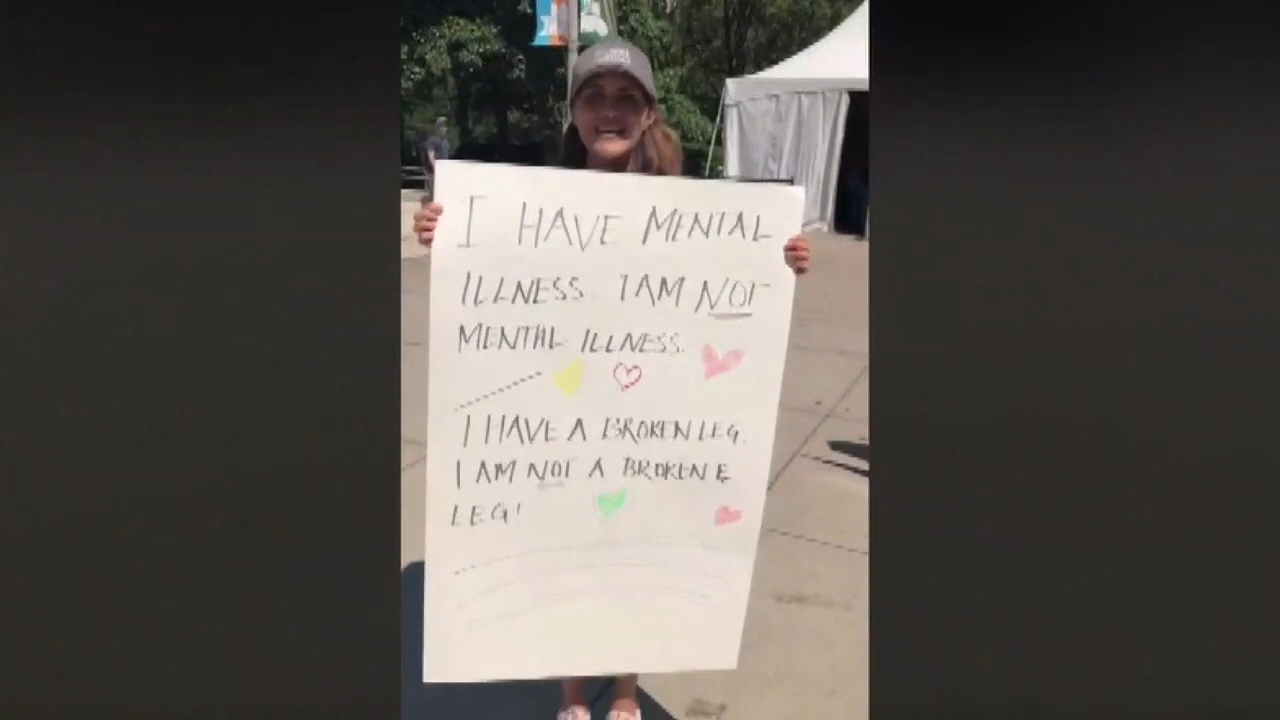 I HAVE MENTAL
ILLNESS. I AM NOT
MENTAL ILLNESS.
I HAVE A BROKEN LEG.
I AM NOT A BROKEN E
LEG!